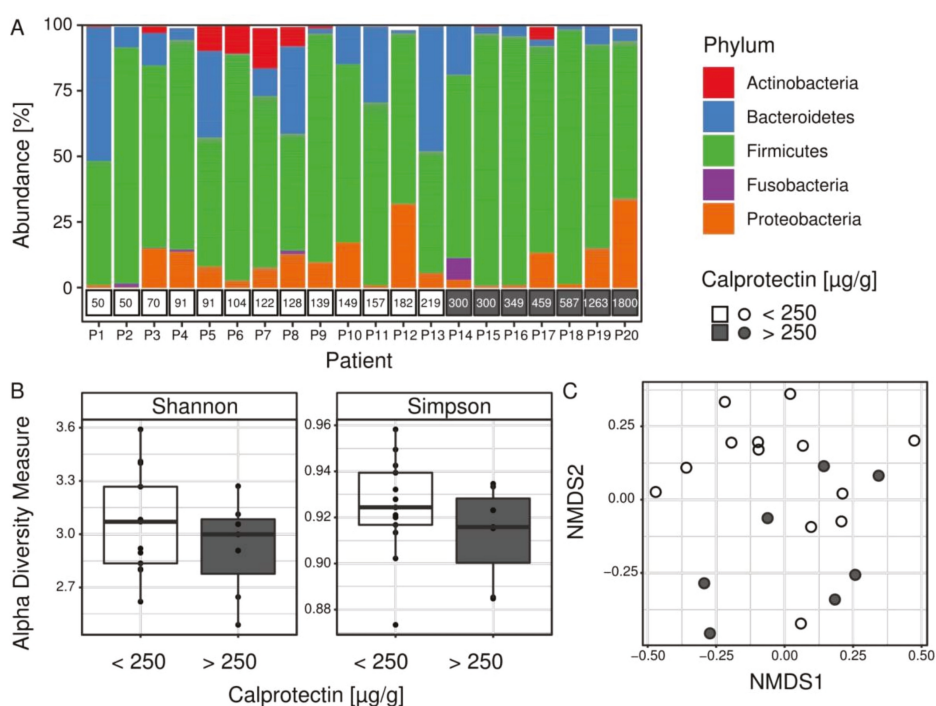 A
Abundance [%]
100
75
50
25
0
50 50 70 91 91 104 122 128 139 149 157 182 219 300 300 349 459 587 1263 1800
P1 P2 P3 P4 P5 P6 P7 P8 P9 P10 P11 P12 P13 P14 P15 P16 P17 P18 P19 P20
Patient
Phylum
Actinobacteria
Bacteroidetes
Firmicutes
Fusobacteria
Proteobacteria
Calprotectin [µg/g]
< 250
> 250
B
Alpha Diversity Measure
Shannon
3.6
3.3
3.0
2.7
< 250 > 250
Simpson
0.96
0.94
0.92
0.90
0.88
< 250 > 250
Calprotectin [µg/g]
C
NMDS2
0.25
0.00
−0.25
−0.50 −0.25 0.00 0.25 0.50
NMDS1